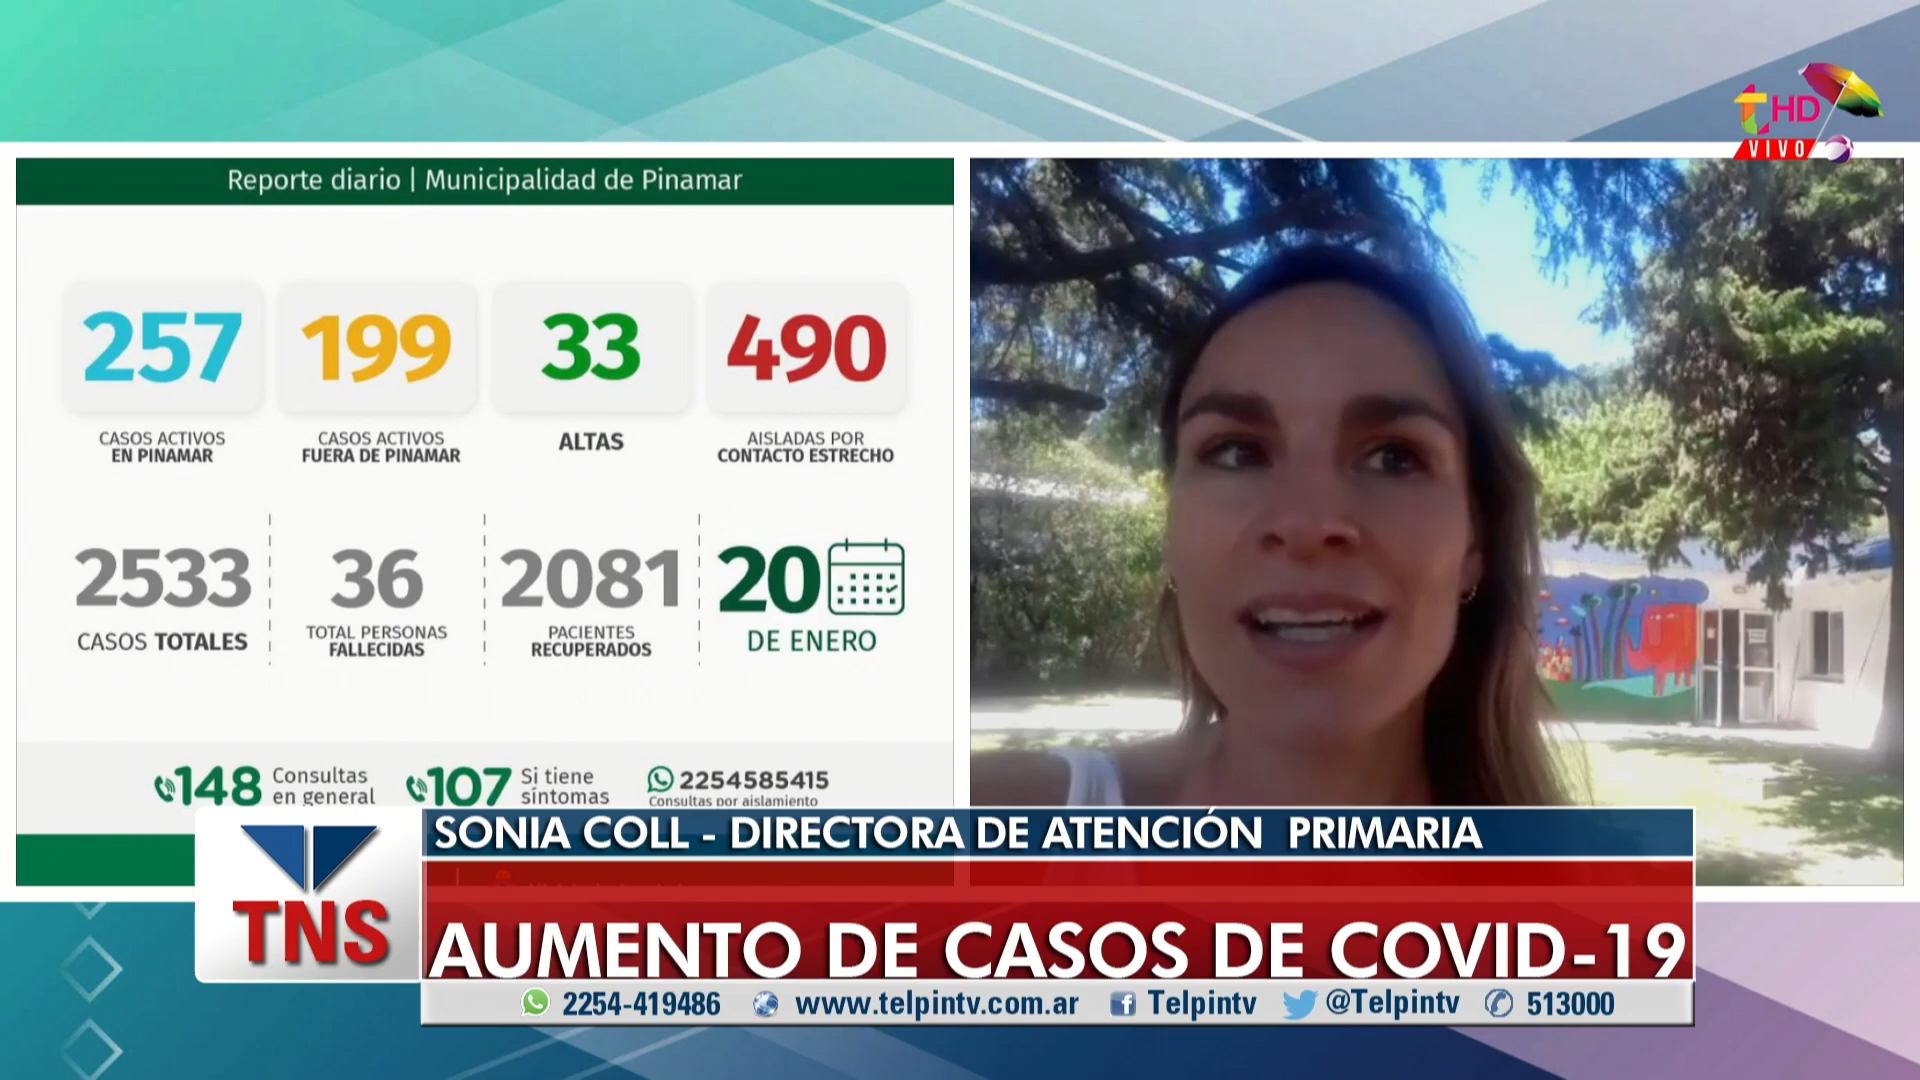 t HD
VIVO
Reporte diario | Municipalidad de Pinamar
257
CASOS ACTIVOS
EN PINAMAR
199
CASOS ACTIVOS
FUERA DE PINAMAR
33
ALTAS
490
AISLADAS POR
CONTACTO ESTRECHO
2533
CASOS TOTALES
36
TOTAL PERSONAS
FALLECIDAS
2081
PACIENTES
RECUPERADOS
20
DE ENERO
148 Consultas
en general
107 Si tiene
síntomas
2254585415
Consultas por aislamiento
SONIA COLL - DIRECTORA DE ATENCIÓN PRIMARIA
TNS
AUMENTO DE CASOS DE COVID-19
2254-419486 www.telpintv.com.ar Telpintv @Telpintv 513000